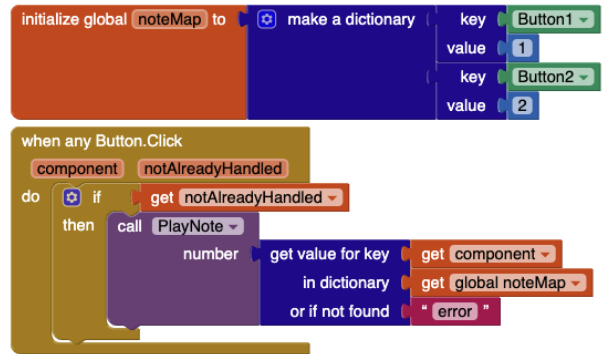 initialize global noteMap to make a dictionary key Button1
value 1
key Button2
value 2
when any Button.Click
component notAlreadyHandled
do if get notAlreadyHandled
then call PlayNote
number get value for key get component
in dictionary get global noteMap
or if not found " error "